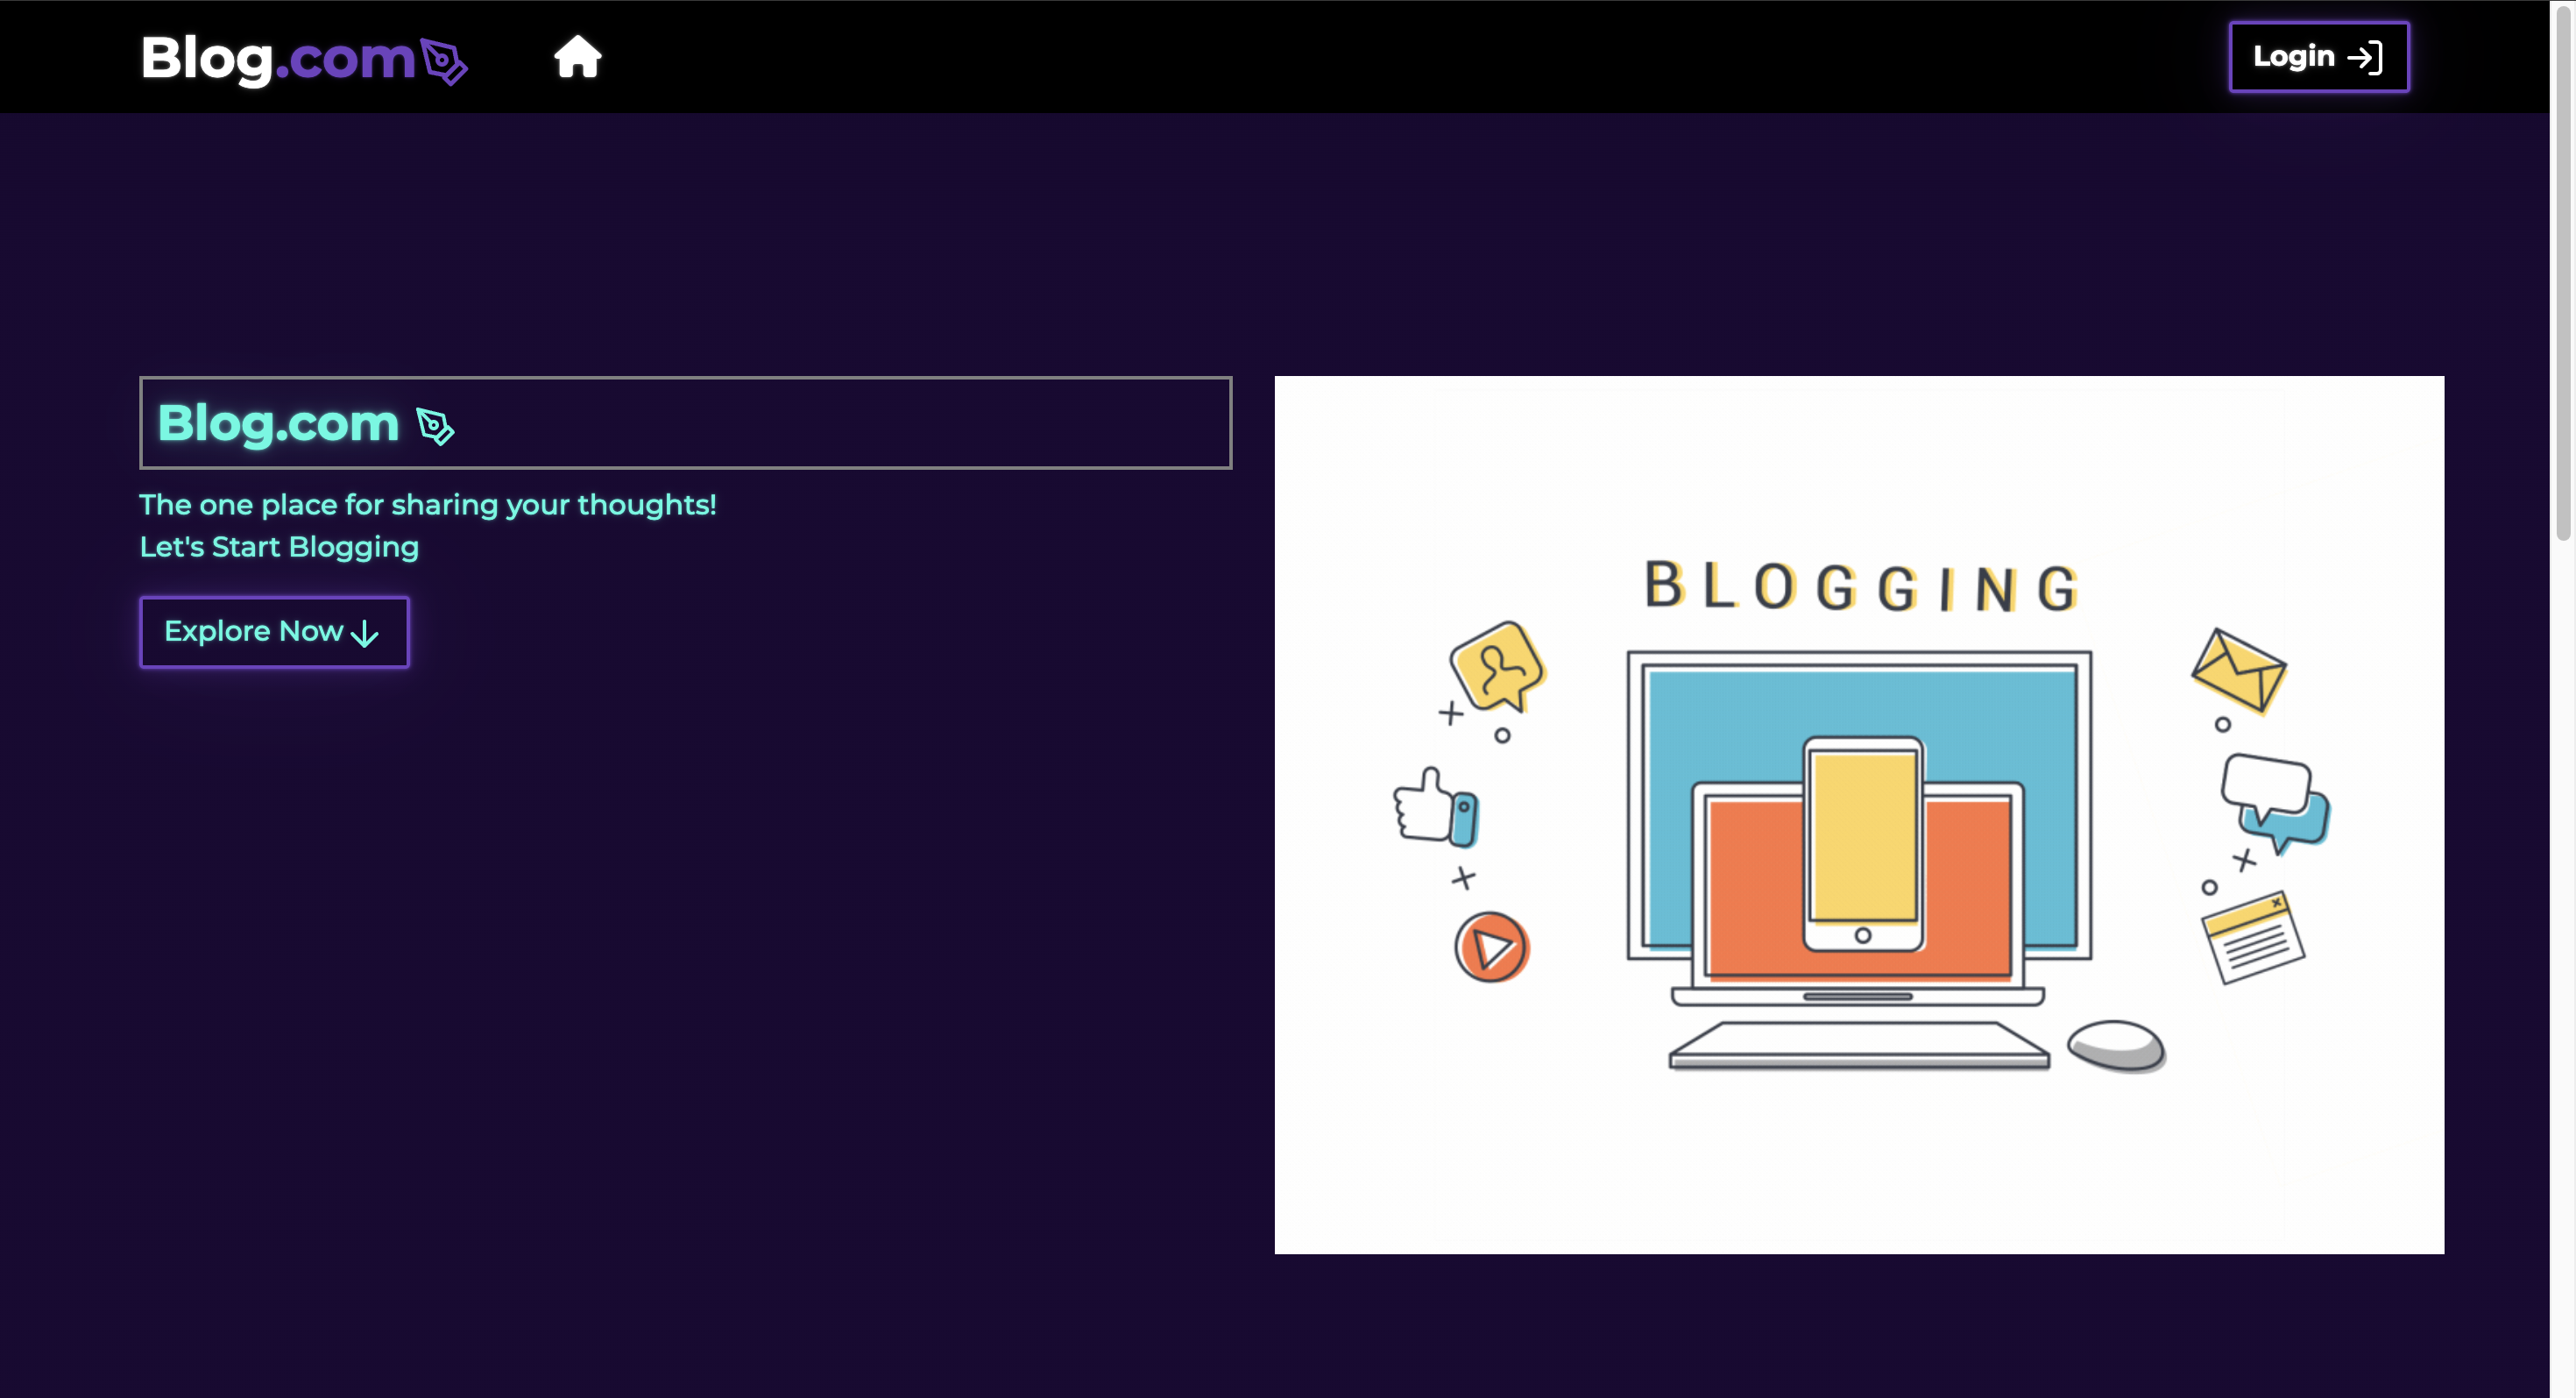 Blog.com
Login
Blog.com
The one place for sharing your thoughts!
Let's Start Blogging
Explore Now
BLOGGING